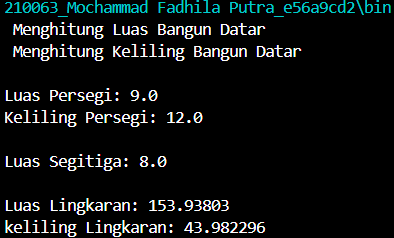 210063_Mochammad Fadhila Putra_e56a9cd2\bin
Menghitung Luas Bangun Datar
Menghitung Keliling Bangun Datar
Luas Persegi: 9.0
Keliling Persegi: 12.0
Luas Segitiga: 8.0
Luas Lingkaran: 153.93803
keliling Lingkaran: 43.982296